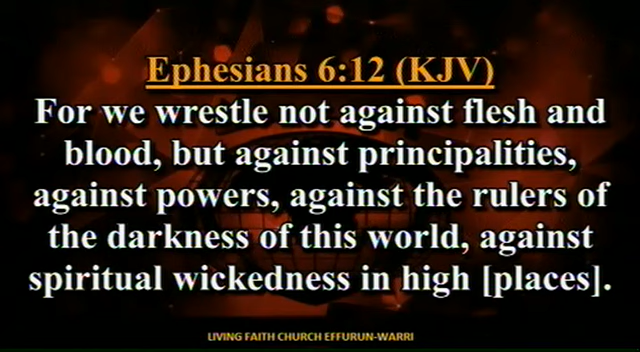 Ephesians 6:12 (KJV)
For we wrestle not against flesh and
blood, but against principalities,
against powers, against the rulers of
the darkness of this world, against
spiritual wickedness in high [places].
LIVING FAITH CHURCH EFFURUN-WARRI